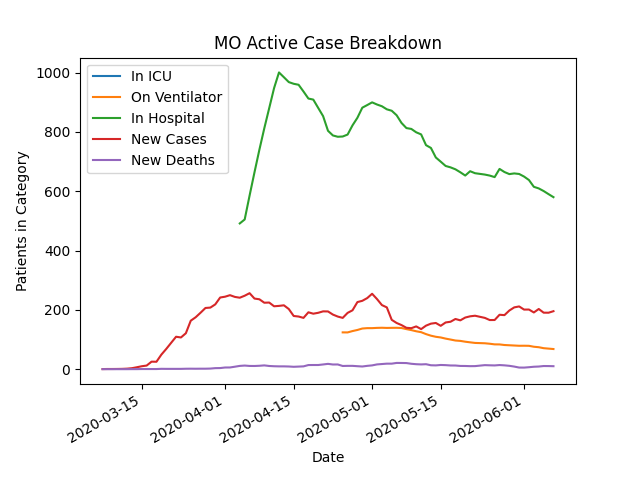 MO Active Case Breakdown
In ICU
On Ventilator
In Hospital
New Cases
New Deaths
Patients in Category
1000
800
600
400
200
0
2020-03-15
2020-04-01
2020-04-15
2020-05-01
2020-05-15
2020-06-01
Date